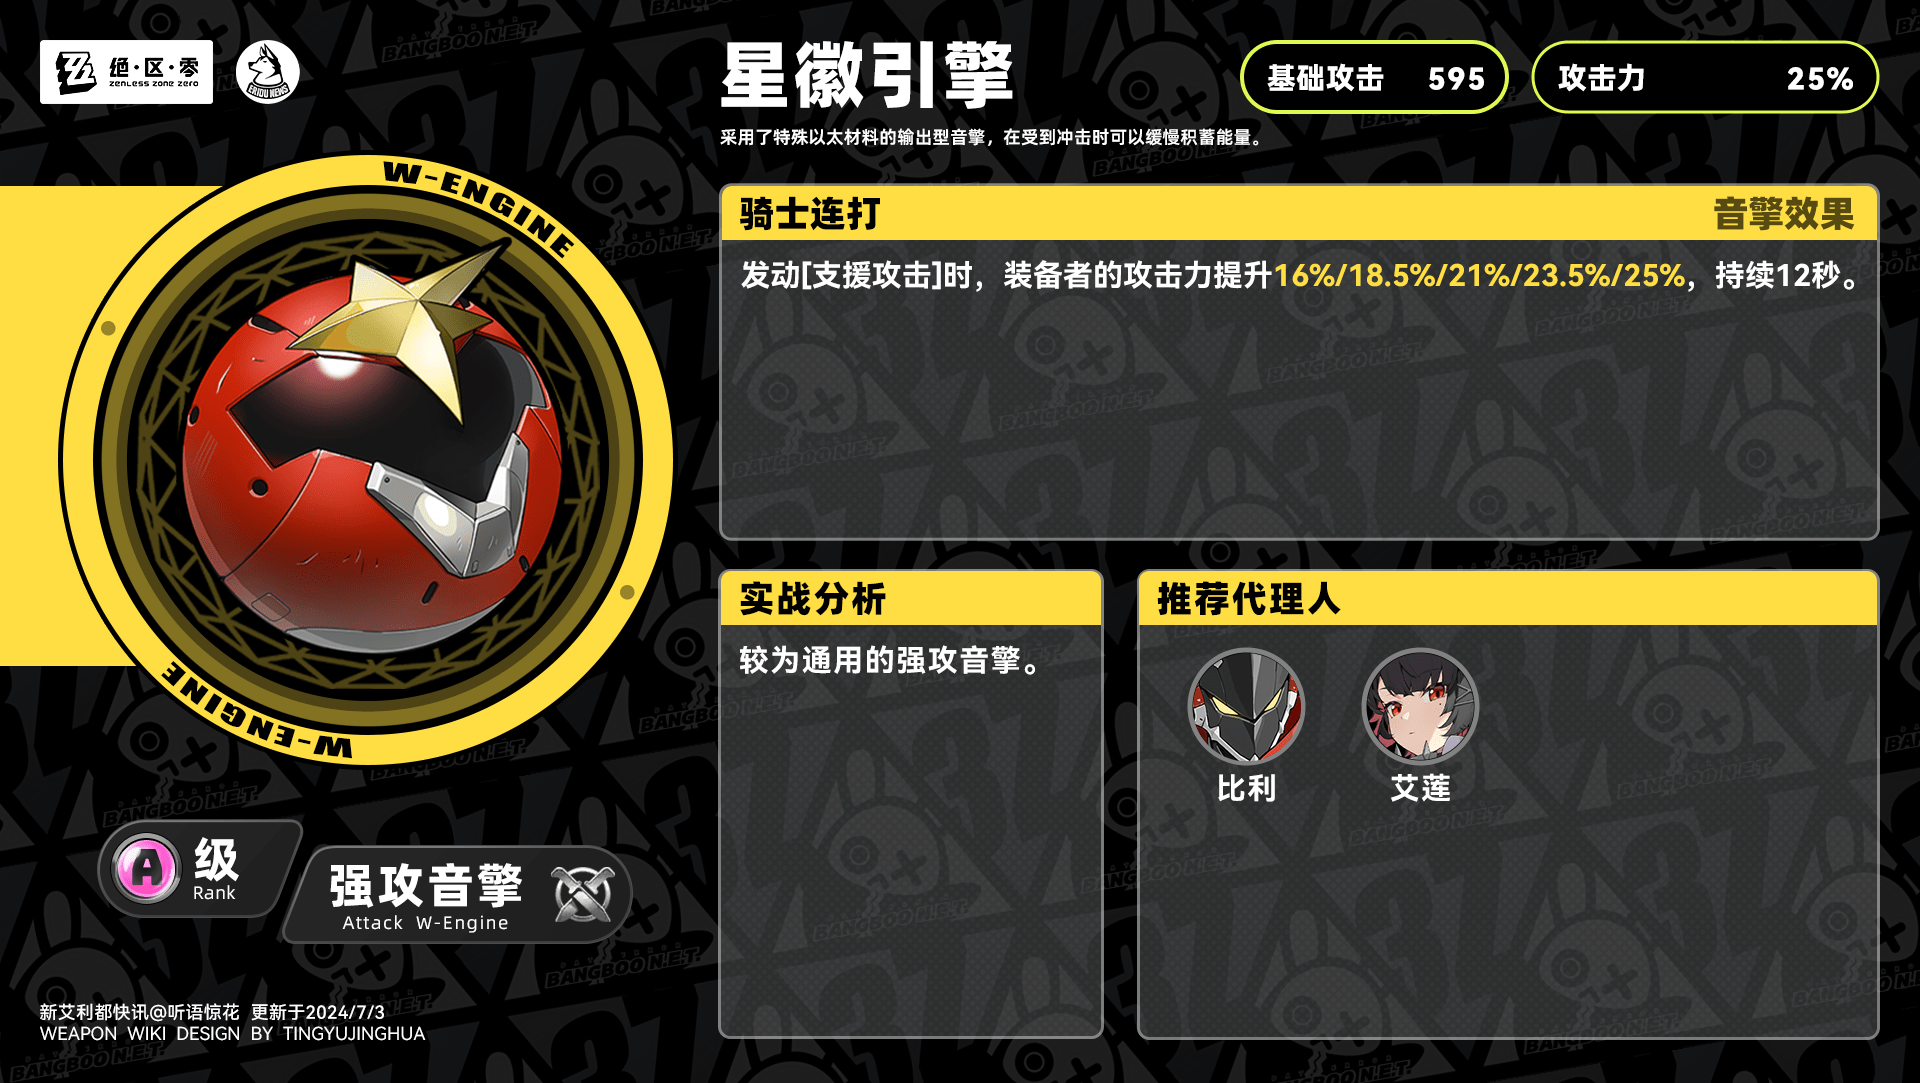 绝·区·零
ZENLESS ZONE ZERO
ERIDU NEWS
星徽引擎
基础攻击 595
攻击力 25%
采用了特殊以太材料的输出型音擎，在受到冲击时可以缓慢积蓄能量。
W-ENGINE
W-ENGINE
骑士连打 音擎效果
发动[支援攻击]时，装备者的攻击力提升16%/18.5%/21%/23.5%/25%，持续12秒。
实战分析
较为通用的强攻音擎。
推荐代理人
比利 艾莲
A 级
Rank
强攻音擎
Attack W-Engine
新艾利都快讯@听语惊花 更新于2024/7/3
WEAPON WIKI DESIGN BY TINGYUJINGHUA
BANGBOO N.E.T.